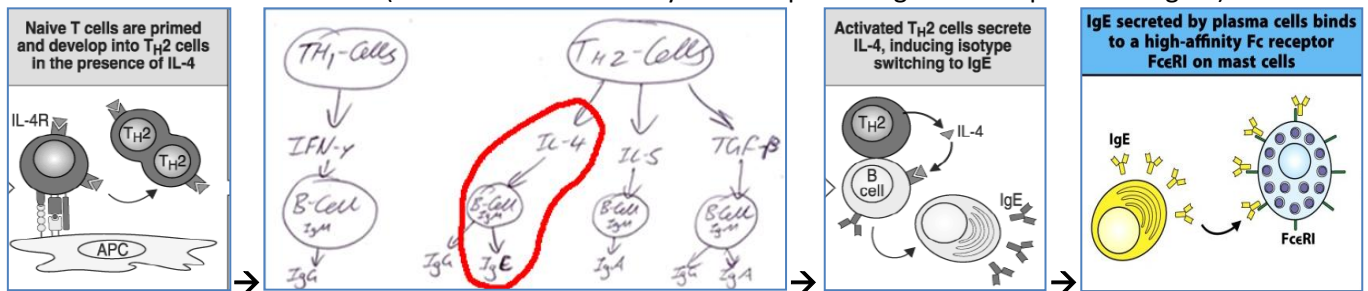 Naive T cells are primed
and develop into TH2 cells
in the presence of IL-4
IL-4R
TH2
TH2
APC
→
TH1-Cells
TH2-Cells
IFN-γ
IL-4
IL-5
TGF-β
B-Cell
IgM
B-Cell
IgM
B-Cell
IgM
B-Cell
IgM
IgG
IgG
IgE
IgA
IgG
IgA
→
Activated TH2 cells secrete
IL-4, inducing isotype
switching to IgE
TH2
IL-4
B
cell
IgE
→
IgE secreted by plasma cells binds
to a high-affinity Fc receptor
FcεRI on mast cells
IgE
FcεRI